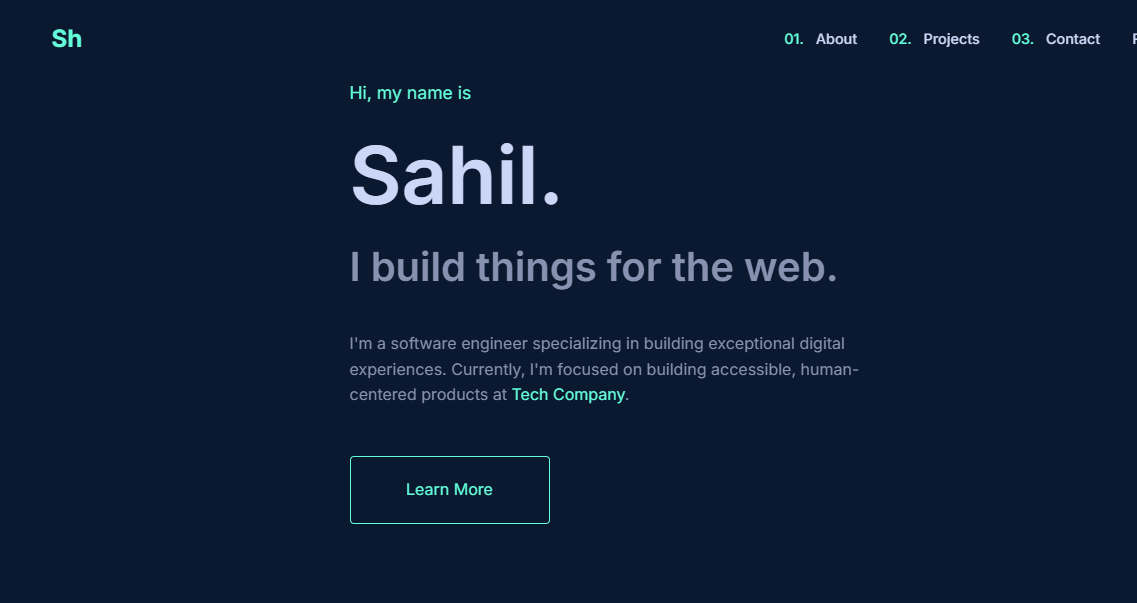 Sh
01. About 02. Projects 03. Contact
Hi, my name is
Sahil.
I build things for the web.
I'm a software engineer specializing in building exceptional digital
experiences. Currently, I'm focused on building accessible, human-
centered products at Tech Company.
Learn More